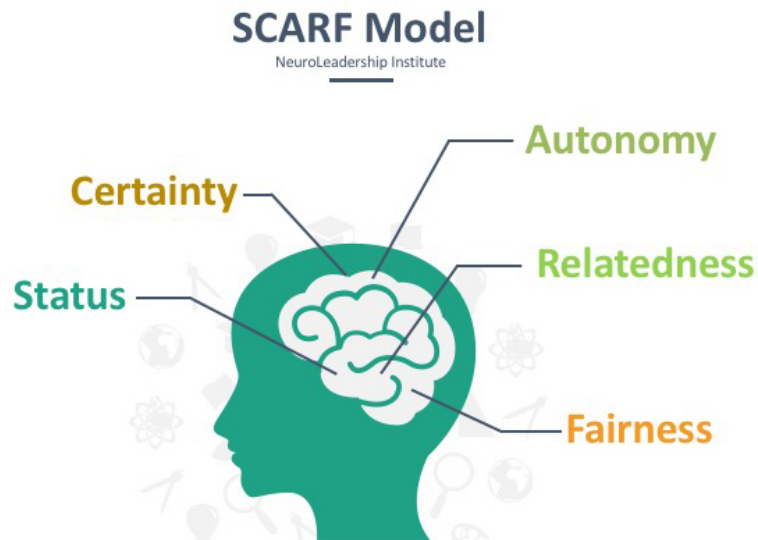 SCARF Model
NeuroLeadership Institute
Autonomy
Certainty
Relatedness
Status
Fairness